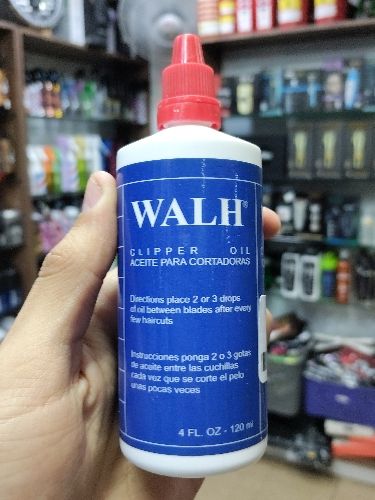 WALH®
CLIPPER OIL
ACEITE PARA CORTADORAS
Directions place 2 or 3 drops
of oil between blades after every
few haircuts
Instrucciones ponga 2 o 3 gotas
de aceite entre las cuchillas
cada vez que se corte el pelo
unas pocas veces
4 FL. OZ - 120 ml